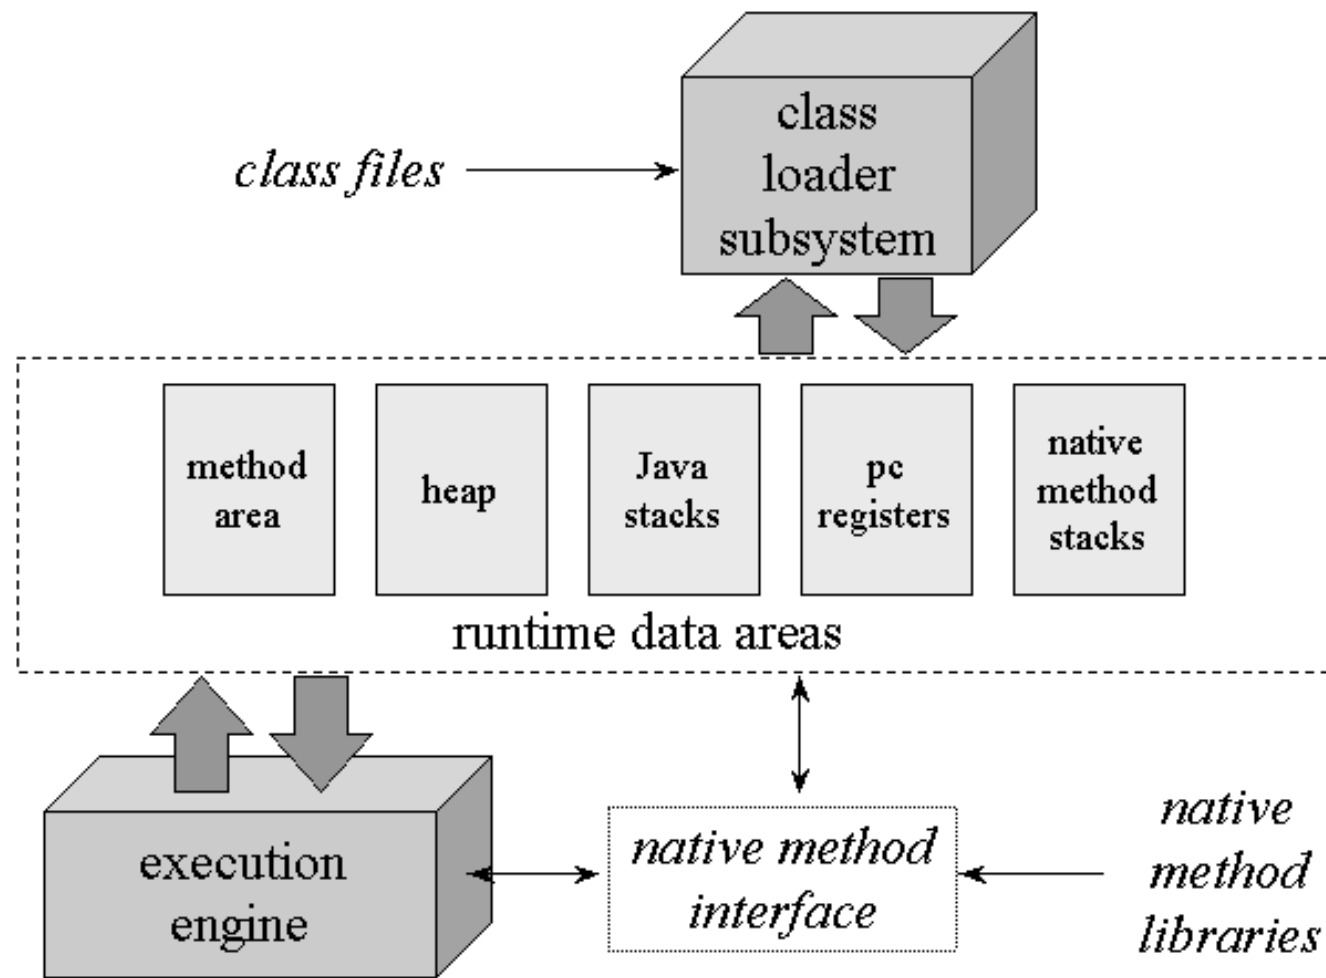 class
loader
subsystem
class files
method
area
heap
Java
stacks
pc
registers
native
method
stacks
runtime data areas
execution
engine
native method
interface
native
method
libraries